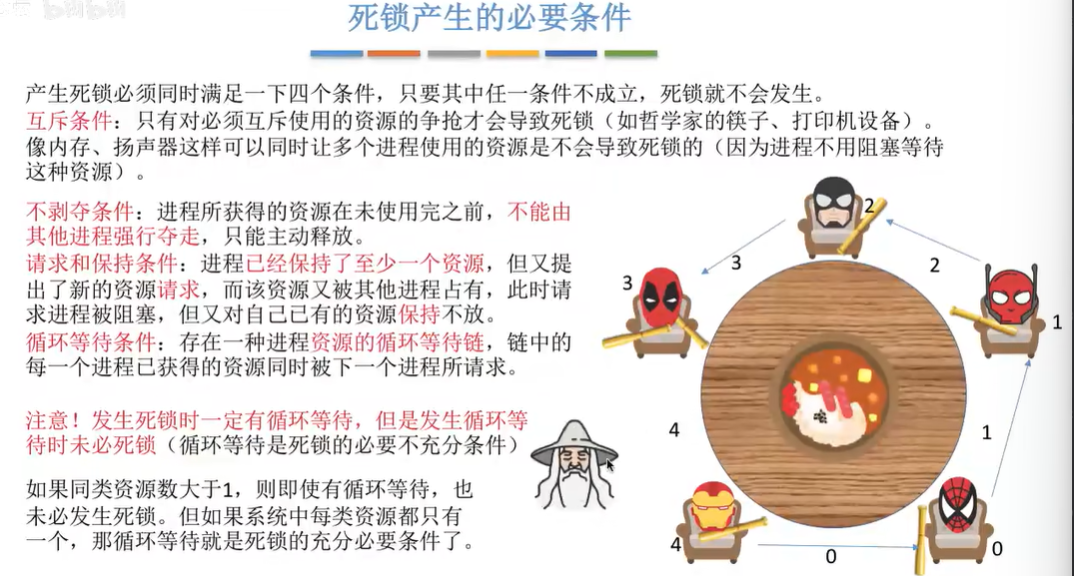 死锁产生的必要条件
产生死锁必须同时满足一下四个条件，只要其中任一条件不成立，死锁就不会发生。
互斥条件：只有对必须互斥使用的资源的争抢才会导致死锁（如哲学家的筷子、打印机设备）。
像内存、扬声器这样可以同时让多个进程使用的资源是不会导致死锁的（因为进程不用阻塞等待
这种资源）。
不剥夺条件：进程所获得的资源在未使用完之前，不能由
其他进程强行夺走，只能主动释放。
请求和保持条件：进程已经保持了至少一个资源，但又提
出了新的资源请求，而该资源又被其他进程占有，此时请
求进程被阻塞，但又对自己已有的资源保持不放。
循环等待条件：存在一种进程资源的循环等待链，链中的
每一个进程已获得的资源同时被下一个进程所请求。
注意！发生死锁时一定有循环等待，但是发生循环等
待时未必死锁（循环等待是死锁的必要不充分条件）
如果同类资源数大于1，则即使有循环等待，也
未必发生死锁。但如果系统中每类资源都只有
一个，那循环等待就是死锁的充分必要条件了。
2
3
2
3
1
4
1
4
0
0